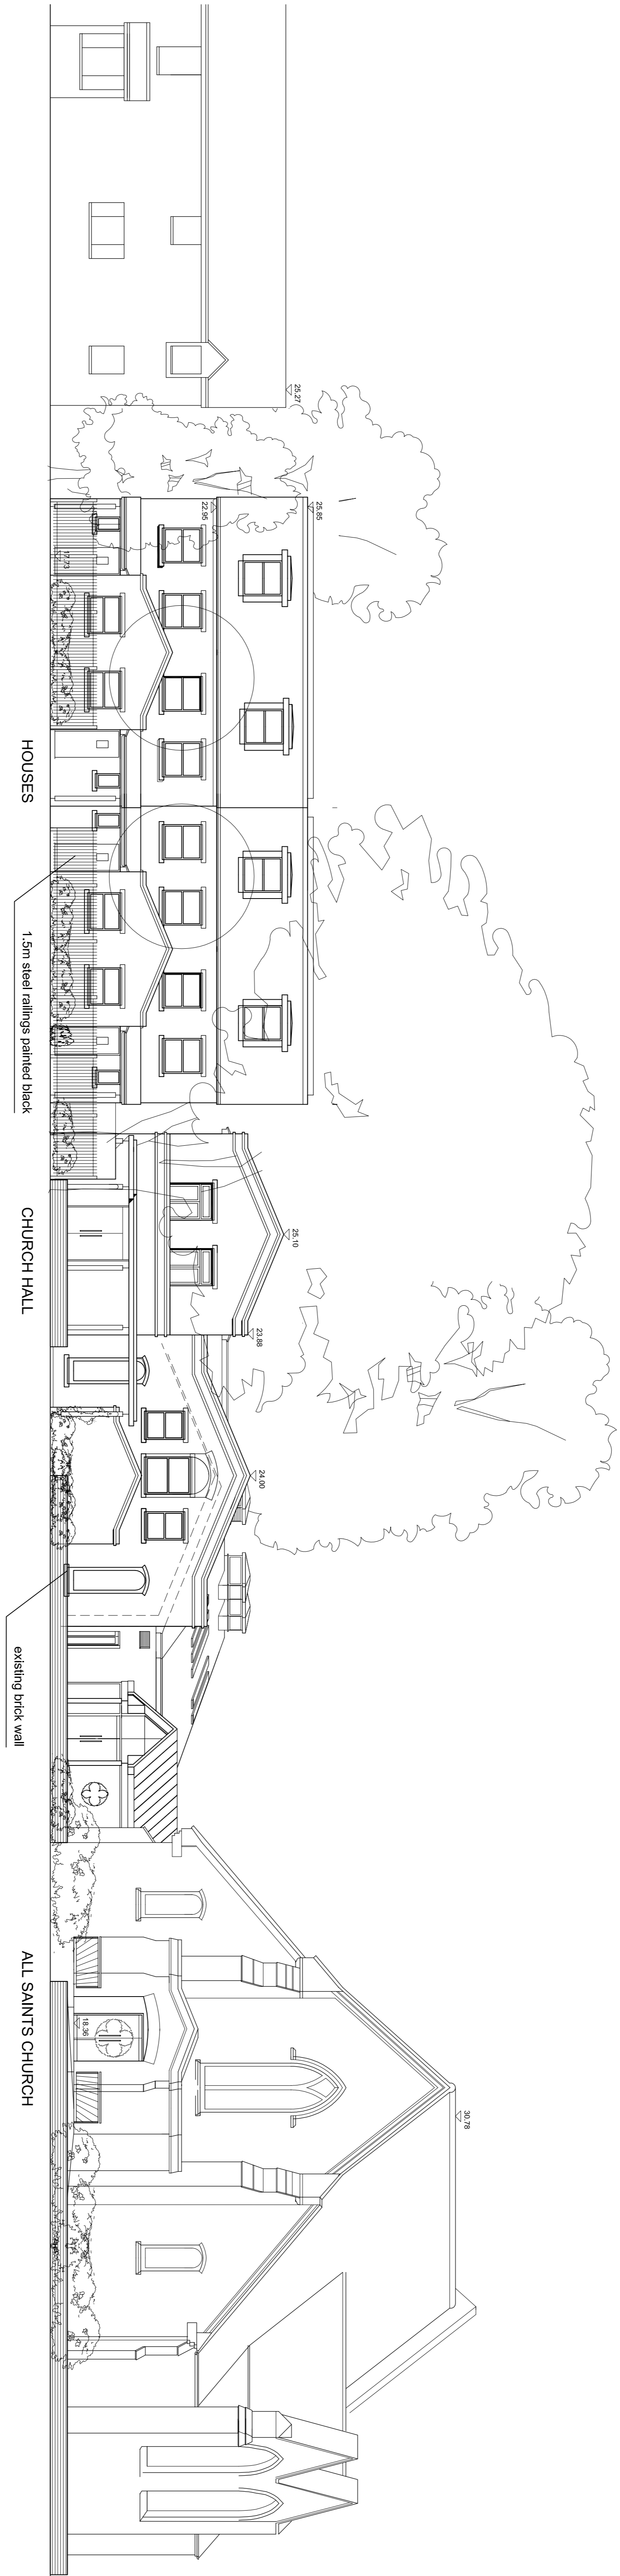 25.27
22.95
25.85
17.73
HOUSES
1.5m steel railings painted black
25.10
23.88
CHURCH HALL
24.00
existing brick wall
18.36
30.78
ALL SAINTS CHURCH